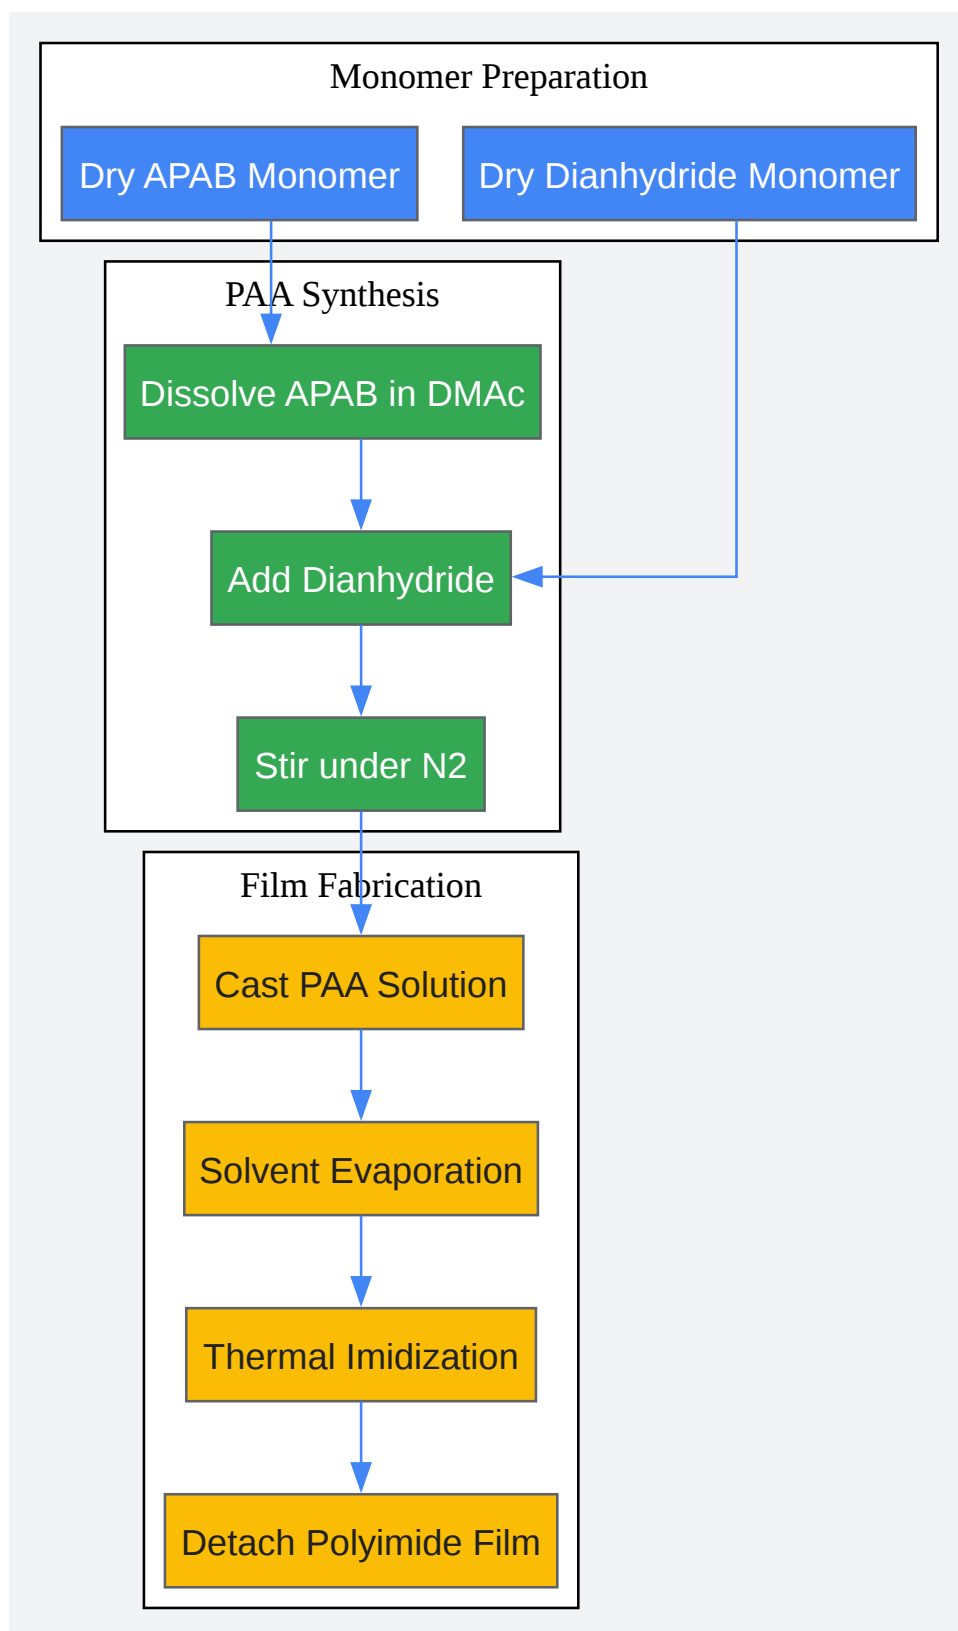 Monomer Preparation
Dry APAB Monomer
Dry Dianhydride Monomer
PAA Synthesis
Dissolve APAB in DMAc
Add Dianhydride
Stir under N2
Film Fabrication
Cast PAA Solution
Solvent Evaporation
Thermal Imidization
Detach Polyimide Film